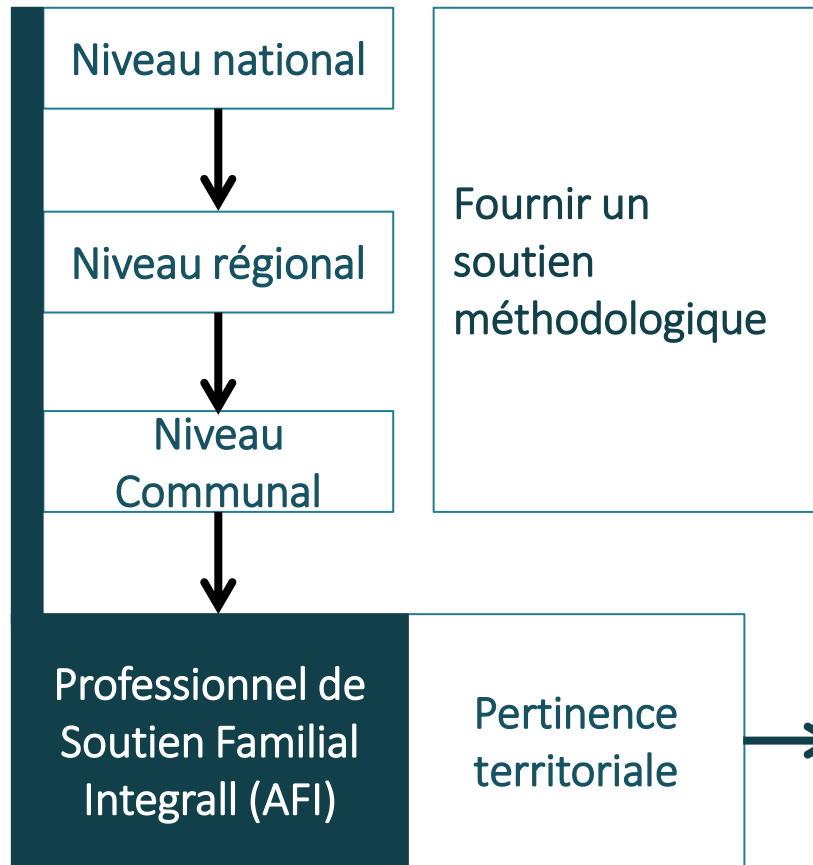 Niveau national
Niveau régional
Niveau
Communal
Fournir un
soutien
méthodologique
Professionnel de
Soutien Familial
Integrall (AFI)
Pertinence
territoriale